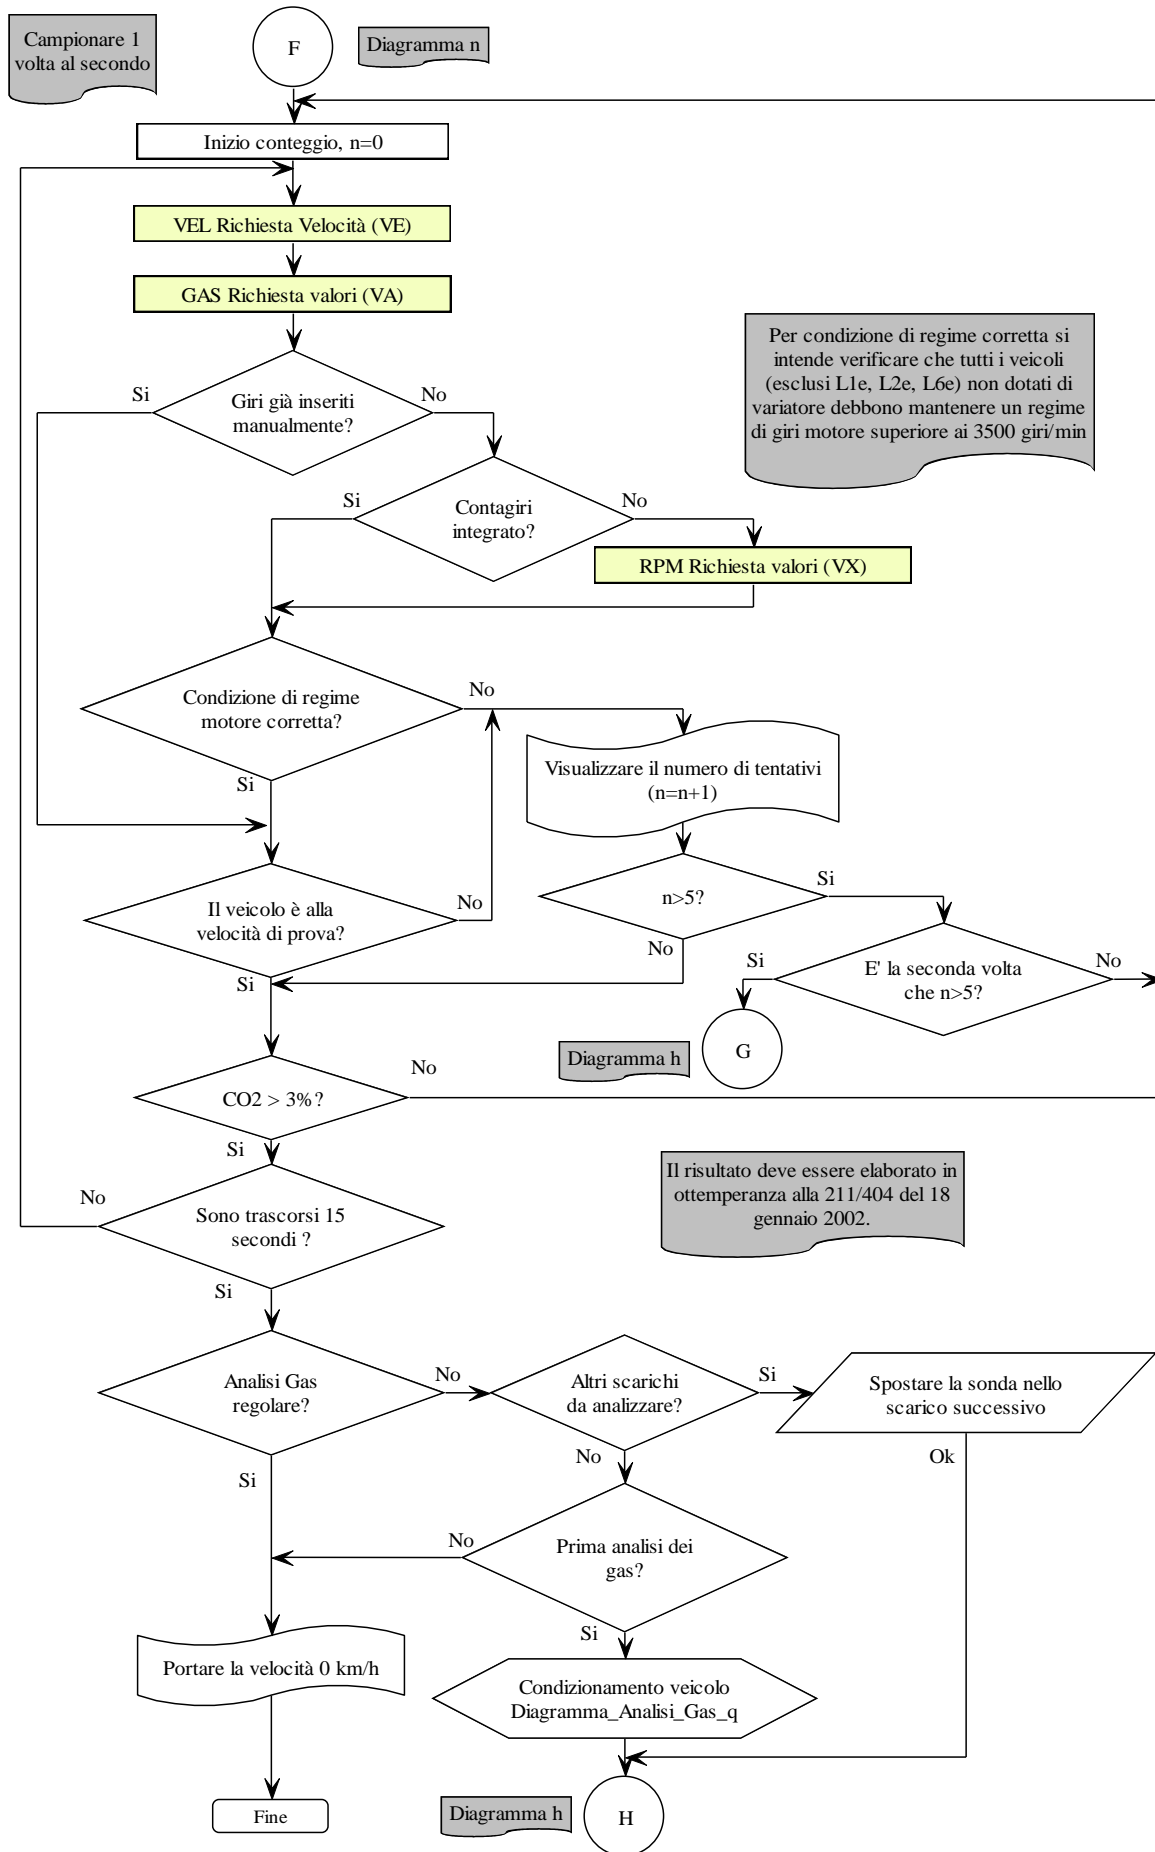 Campionare 1
volta al secondo
F
Diagramma n
Inizio conteggio, n=0
VEL Richiesta Velocità (VE)
GAS Richiesta valori (VA)
Per condizione di regime corretta si
intende verificare che tutti i veicoli
(esclusi L1e, L2e, L6e) non dotati di
variatore debbono mantenere un regime
di giri motore superiore ai 3500 giri/min
Si
Giri già inseriti
manualmente?
No
Si
Contagiri
integrato?
No
RPM Richiesta valori (VX)
Condizione di regime
motore corretta?
No
Si
Visualizzare il numero di tentativi
(n=n+1)
Il veicolo è alla
velocità di prova?
No
Si
n>5?
Si
No
Si
E' la seconda volta
che n>5?
No
G
Diagramma h
CO2 > 3%?
No
Si
Il risultato deve essere elaborato in
ottemperanza alla 211/404 del 18
gennaio 2002.
No
Sono trascorsi 15
secondi ?
Si
Analisi Gas
regolare?
No
Si
Altri scarichi
da analizzare?
Si
No
Spostare la sonda nello
scarico successivo
Ok
No
Prima analisi dei
gas?
Si
Portare la velocità 0 km/h
Condizionamento veicolo
Diagramma_Analisi_Gas_q
Fine
Diagramma h
H